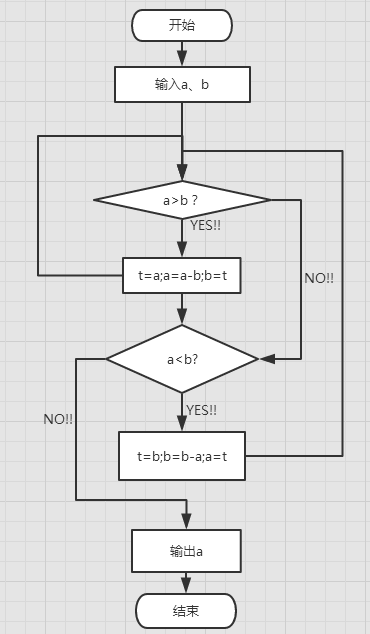 开始
输入a、b
a>b ?
YES!!
t=a;a=a-b;b=t
NO!!
a<b?
YES!!
NO!!
t=b;b=b-a;a=t
输出a
结束